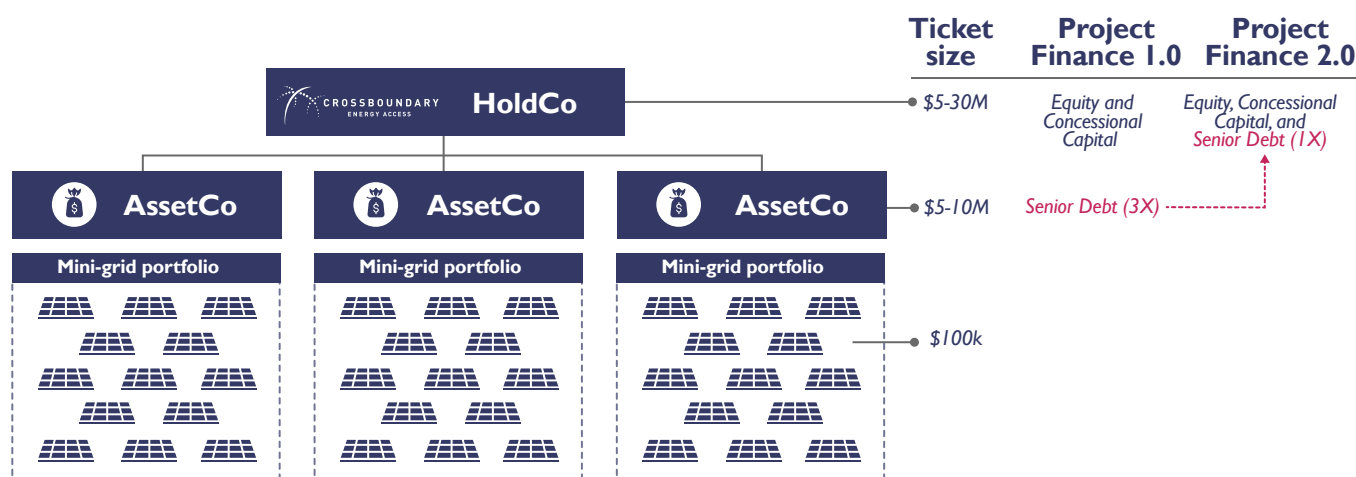 Ticket size
Project Finance 1.0
Project Finance 2.0
CROSSBOUNDARY
ENERGY ACCESS
HoldCo
$5-30M
Equity and
Concessional
Capital
Equity, Concessional
Capital, and
Senior Debt (1X)
$ AssetCo
$ AssetCo
$ AssetCo
$5-10M
Senior Debt (3X)
Mini-grid portfolio
Mini-grid portfolio
Mini-grid portfolio
$100k